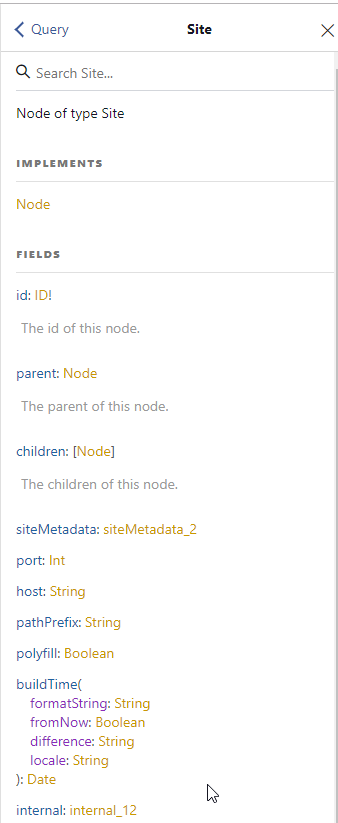 Query
Site
Search Site...
Node of type Site
IMPLEMENTS
Node
FIELDS
id: ID!
The id of this node.
parent: Node
The parent of this node.
children: [Node]
The children of this node.
siteMetadata: siteMetadata_2
port: Int
host: String
pathPrefix: String
polyfill: Boolean
buildTime(
formatString: String
fromNow: Boolean
difference: String
locale: String
): Date
internal: internal_12